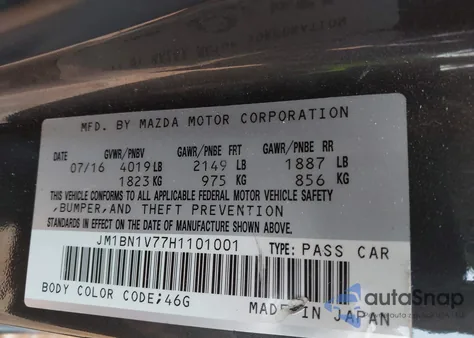 MFD. BY MAZDA MOTOR CORPORATION
GVWR/PNBV GAWR/PNBE FRT GAWR/PNBE RR
07/16 4019 LB 2149 LB 1887 LB
1823 KG 975 KG 856 KG
THIS VEHICLE CONFORMS TO ALL APPLICABLE FEDERAL MOTOR VEHICLE SAFETY
,BUMPER,AND THEFT PREVENTION
STANDARDS IN EFFECT ON THE DATE OF MANUFACTURE SHOWN ABOVE.
JM1BN1V77H1101001 TYPE: PASS CAR
BODY COLOR CODE;46G MADE IN JAPAN
autoSnap